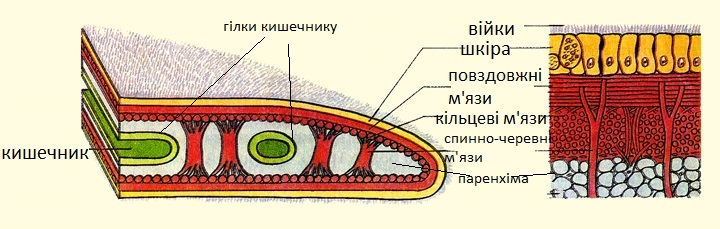 гілки кишечнику
війки
шкіра
повздовжні
м'язи
кільцеві м'язи
спинно-черевні
м'язи
паренхіма
кишечник